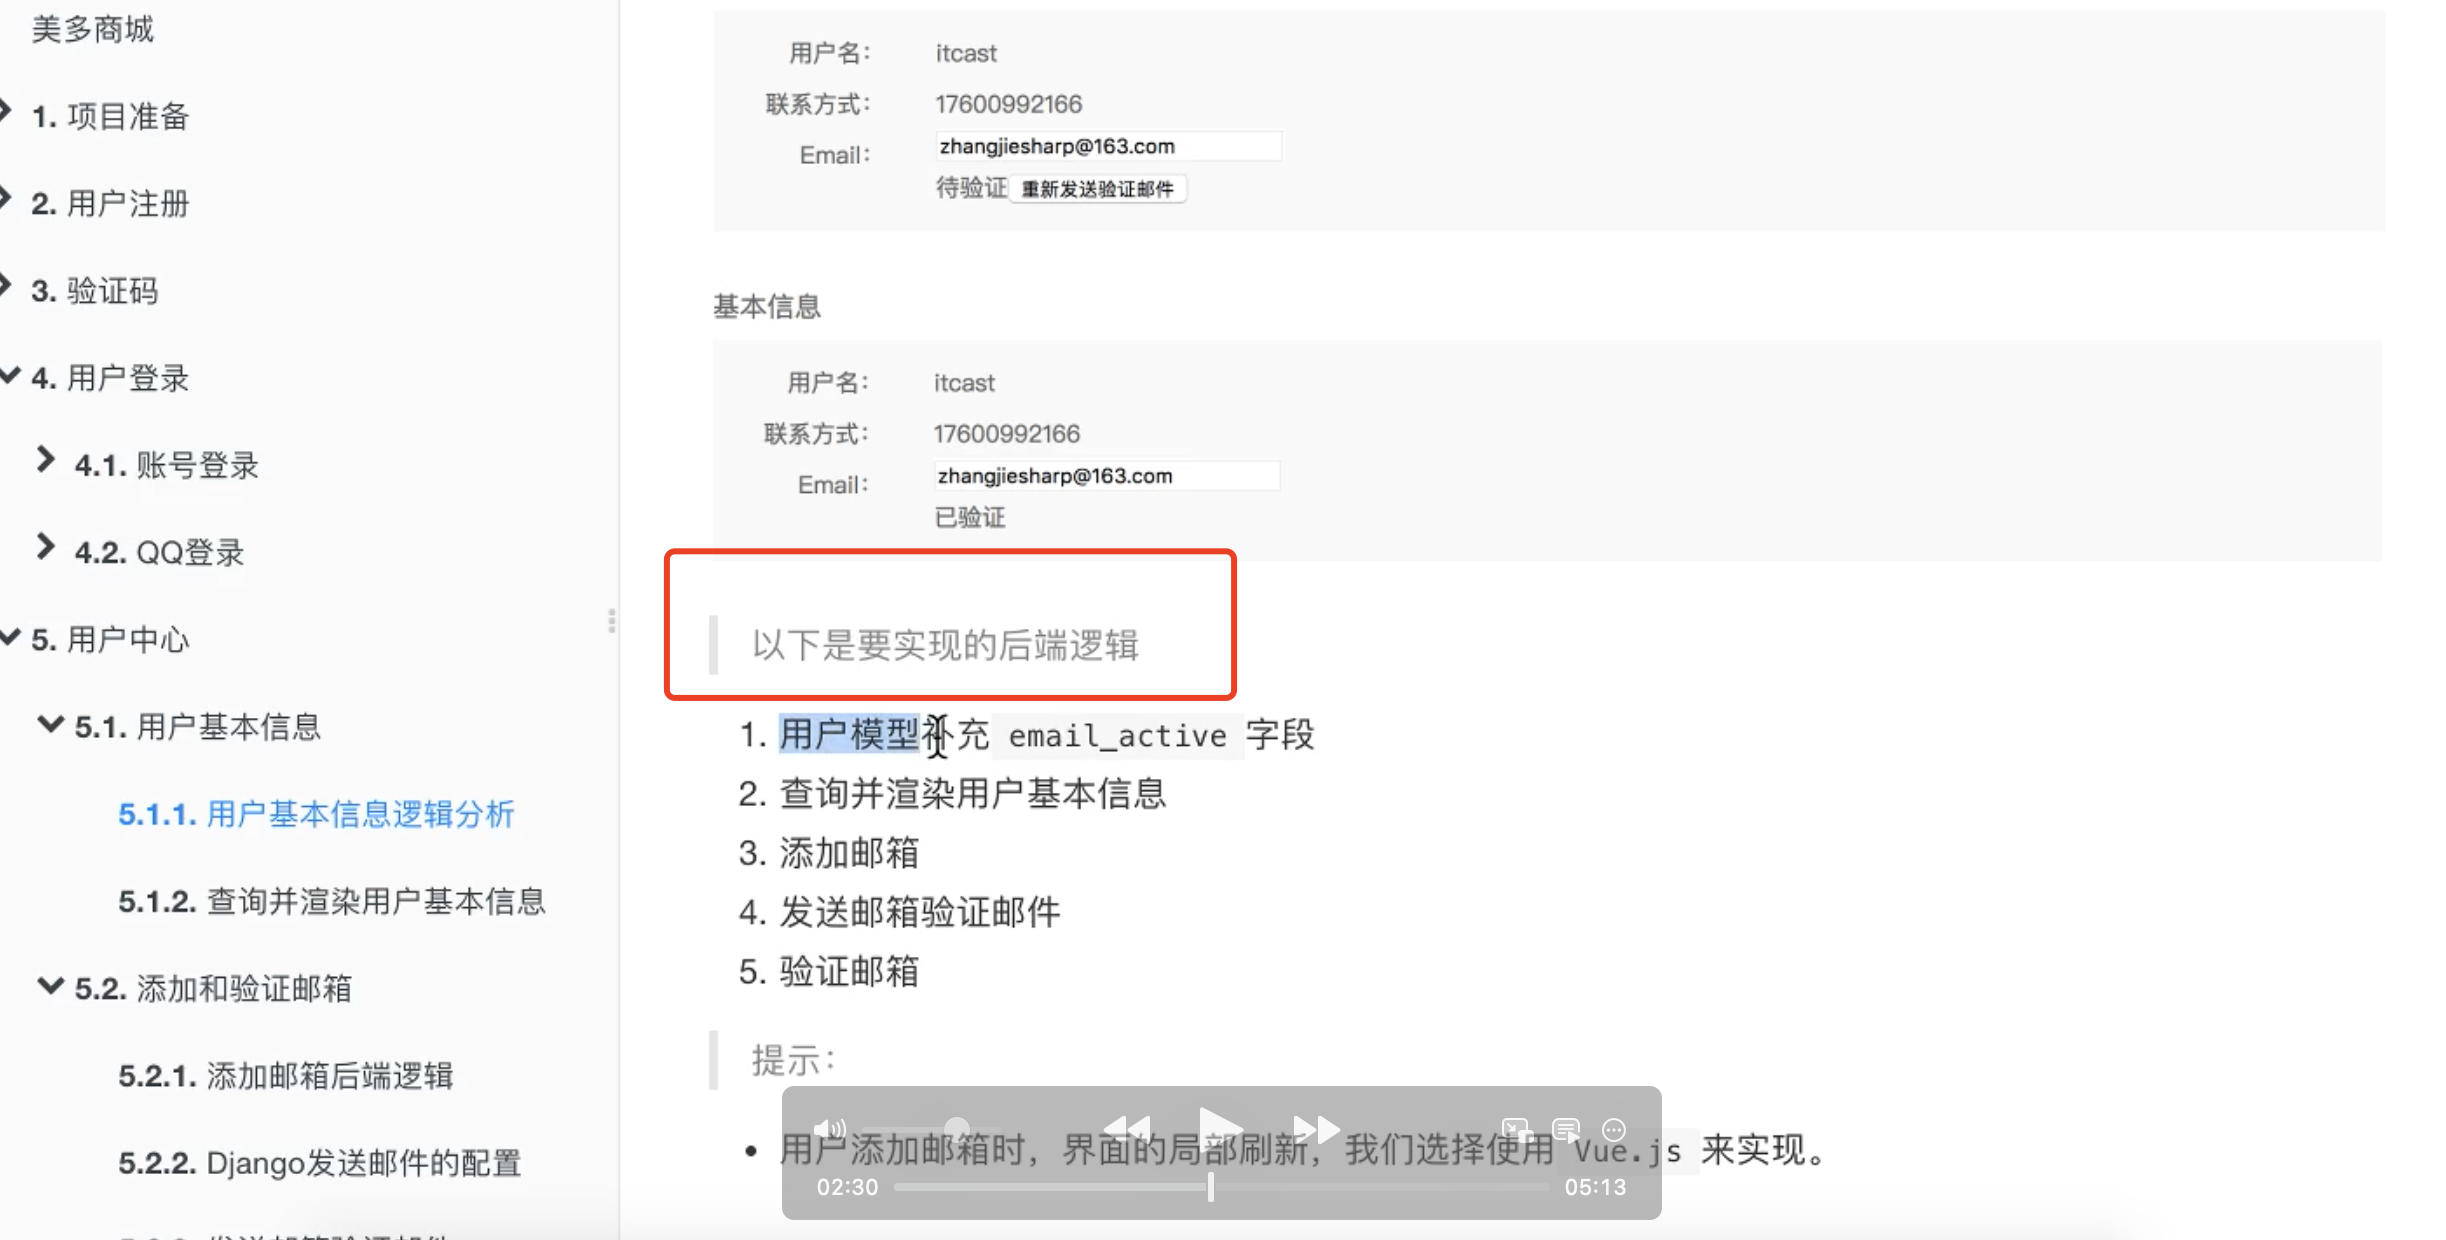 美多商城
1. 项目准备
2. 用户注册
3. 验证码
4. 用户登录
4.1. 账号登录
4.2. QQ登录
5. 用户中心
5.1. 用户基本信息
5.1.1. 用户基本信息逻辑分析
5.1.2. 查询并渲染用户基本信息
5.2. 添加和验证邮箱
5.2.1. 添加邮箱后端逻辑
5.2.2. Django发送邮件的配置
用户名： itcast
联系方式： 17600992166
Email： zhangjiesharp@163.com
待验证 重新发送验证邮件
基本信息
用户名： itcast
联系方式： 17600992166
Email： zhangjiesharp@163.com
已验证
以下是要实现的后端逻辑
1. 用户模型补充 email_active 字段
2. 查询并渲染用户基本信息
3. 添加邮箱
4. 发送邮箱验证邮件
5. 验证邮箱
提示：
• 用户添加邮箱时，界面的局部刷新，我们选择使用 Vue.js 来实现。
02:30 05:13